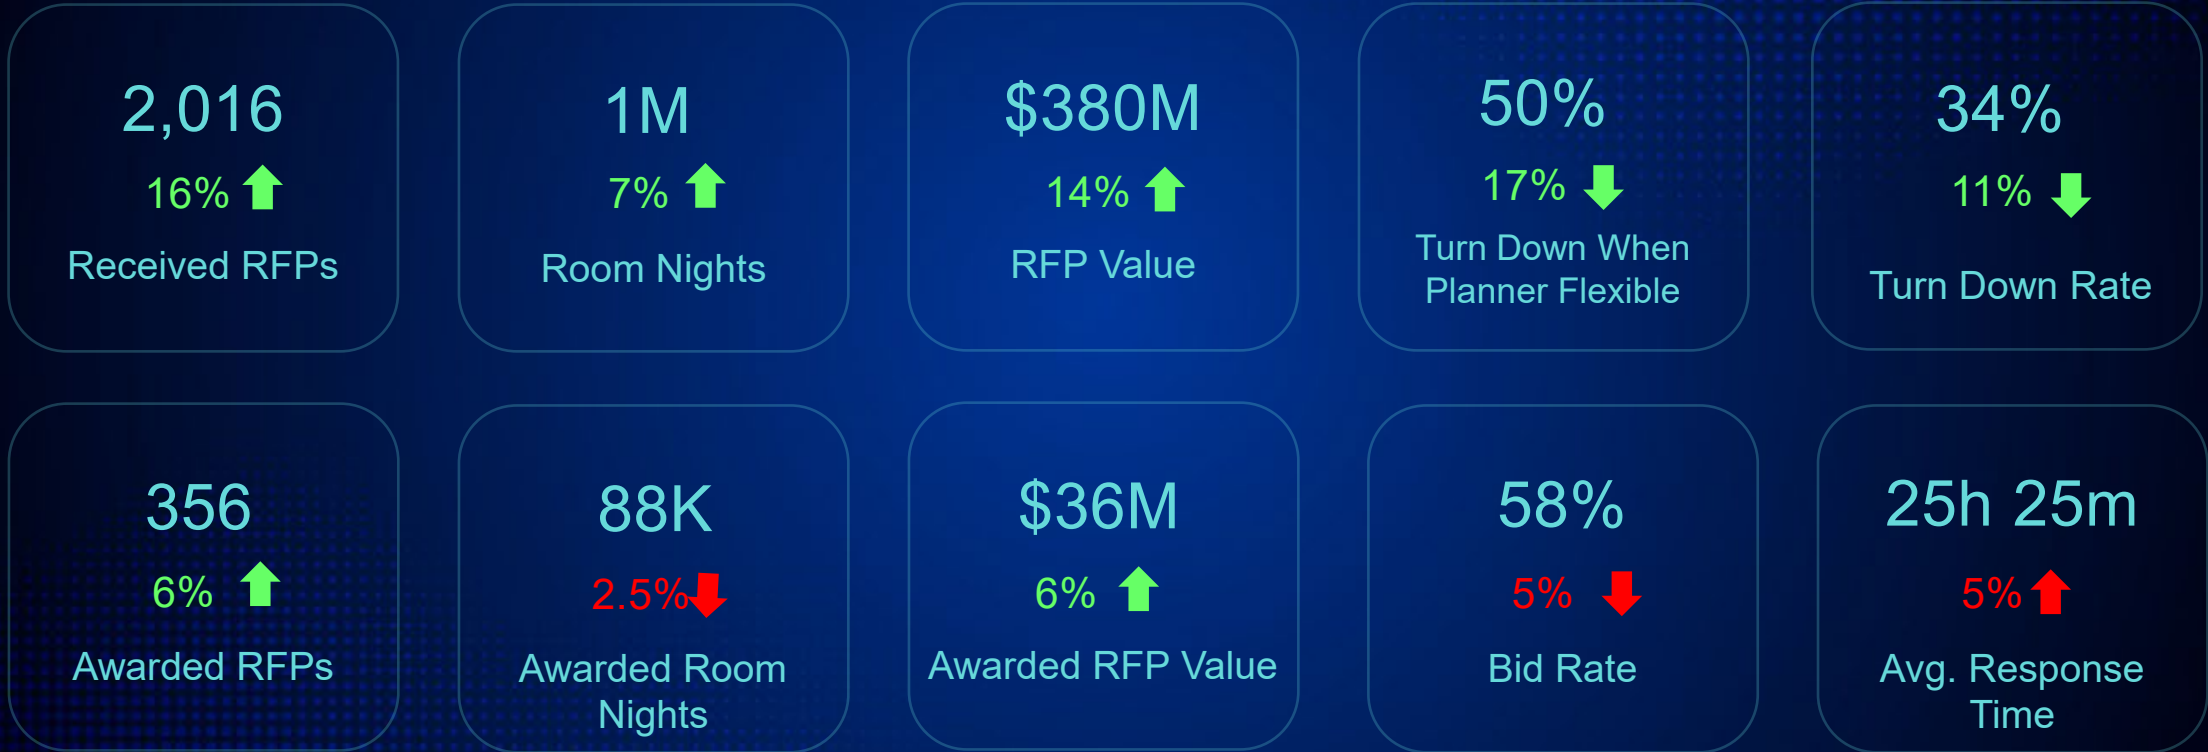 2,016
16%
Received RFPs
1M
7%
Room Nights
$380M
14%
RFP Value
50%
17%
Turn Down When
Planner Flexible
34%
11%
Turn Down Rate
356
6%
Awarded RFPs
88K
2.5%
Awarded Room
Nights
$36M
6%
Awarded RFP Value
58%
5%
Bid Rate
25h 25m
5%
Avg. Response
Time